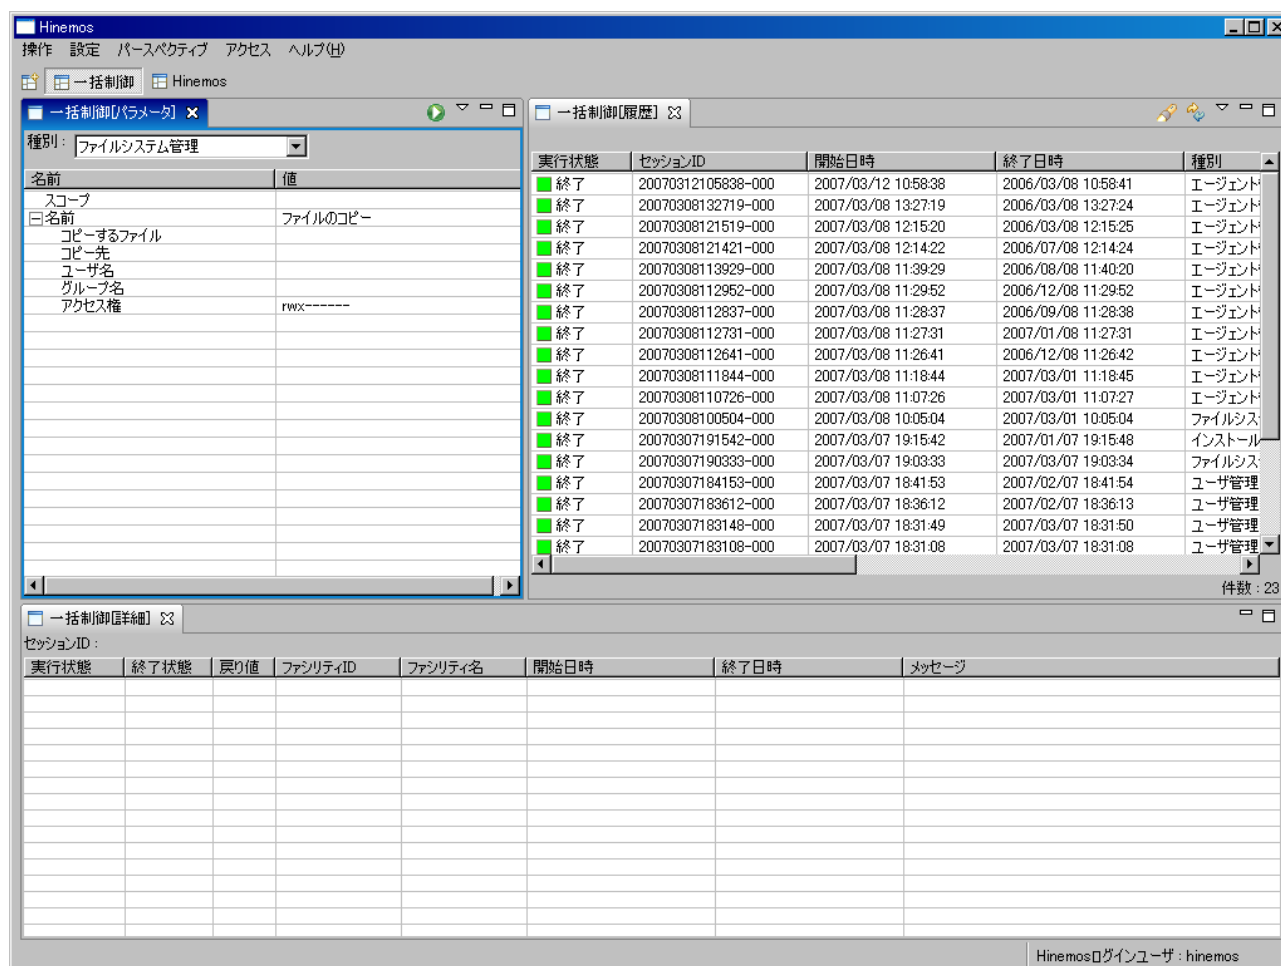 Hinemos
操作 設定 パースペクティブ アクセス ヘルプ(H)
一括制御 Hinemos
一括制御[パラメータ]
種別 : ファイルシステム管理
名前 値
スコープ
名前 ファイルのコピー
コピーするファイル
コピー先
ユーザ名
グループ名
アクセス権 rwx------
一括制御[履歴]
実行状態 セッションID 開始日時 終了日時 種別
終了 20070312105838-000 2007/03/12 10:58:38 2006/03/08 10:58:41 エージェント
終了 20070308132719-000 2007/03/08 13:27:19 2006/03/08 13:27:24 エージェント
終了 20070308121519-000 2007/03/08 12:15:20 2006/03/08 12:15:25 エージェント
終了 20070308121421-000 2007/03/08 12:14:22 2006/07/08 12:14:24 エージェント
終了 20070308113929-000 2007/03/08 11:39:29 2006/08/08 11:40:20 エージェント
終了 20070308112952-000 2007/03/08 11:29:52 2006/12/08 11:29:52 エージェント
終了 20070308112837-000 2007/03/08 11:28:37 2006/09/08 11:28:38 エージェント
終了 20070308112731-000 2007/03/08 11:27:31 2007/01/08 11:27:31 エージェント
終了 20070308112641-000 2007/03/08 11:26:41 2006/12/08 11:26:42 エージェント
終了 20070308111844-000 2007/03/08 11:18:44 2007/03/01 11:18:45 エージェント
終了 20070308110726-000 2007/03/08 11:07:26 2007/03/01 11:07:27 エージェント
終了 20070308100504-000 2007/03/08 10:05:04 2007/03/01 10:05:04 ファイルシス
終了 20070307191542-000 2007/03/07 19:15:42 2007/01/07 19:15:48 インストール
終了 20070307190333-000 2007/03/07 19:03:33 2007/03/07 19:03:34 ファイルシス
終了 20070307184153-000 2007/03/07 18:41:53 2007/02/07 18:41:54 ユーザ管理
終了 20070307183612-000 2007/03/07 18:36:12 2007/02/07 18:36:13 ユーザ管理
終了 20070307183148-000 2007/03/07 18:31:49 2007/03/07 18:31:50 ユーザ管理
終了 20070307183108-000 2007/03/07 18:31:08 2007/03/07 18:31:08 ユーザ管理
件数 : 23
一括制御[詳細]
セッションID :
実行状態 終了状態 戻り値 ファシリティID ファシリティ名 開始日時 終了日時 メッセージ
Hinemosログインユーザ : hinemos